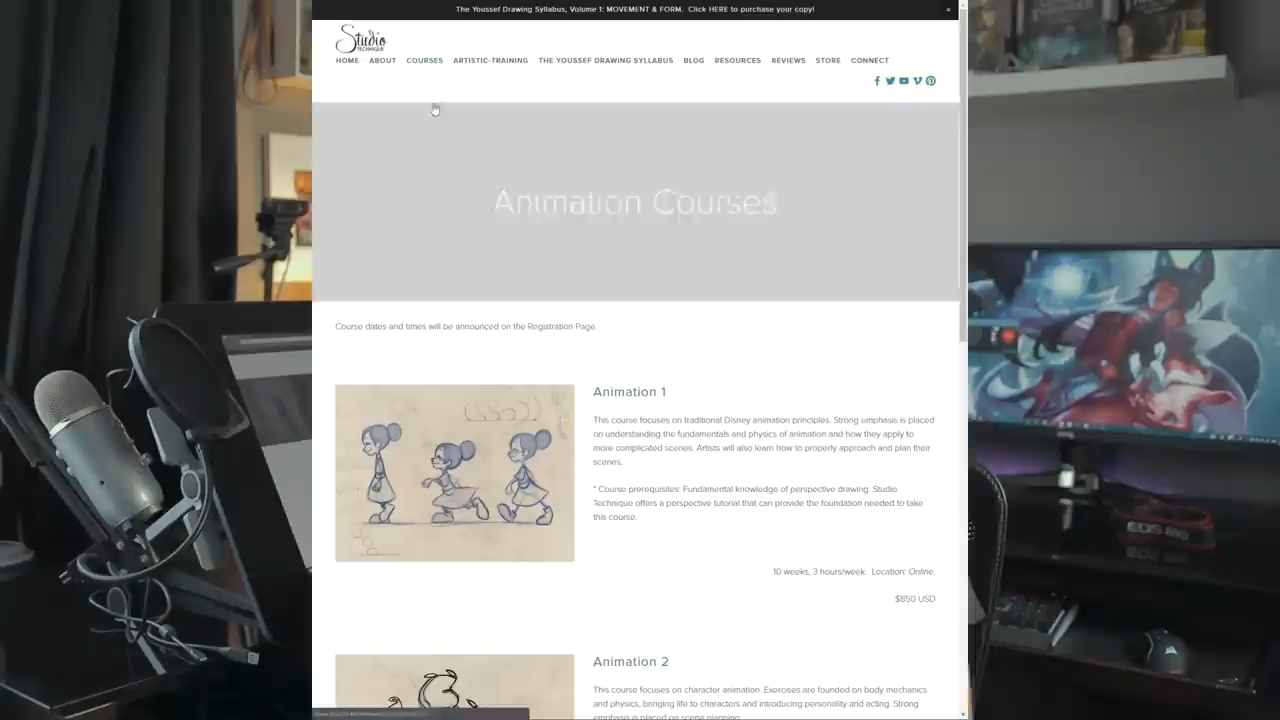 The Youssef Drawing Syllabus, Volume 1: MOVEMENT & FORM. Click HERE to purchase your copy!
Studio
TECHNIQUE
HOME ABOUT COURSES ARTISTIC-TRAINING THE YOUSSEF DRAWING SYLLABUS BLOG RESOURCES REVIEWS STORE CONNECT
Animation Courses
Course dates and times will be announced on the Registration Page.
Animation 1
This course focuses on traditional Disney animation principles. Strong emphasis is placed
on understanding the fundamentals and physics of animation and how they apply to
more complicated scenes. Artists will also learn how to properly approach and plan their
scenes.
* Course prerequisites: Fundamental knowledge of perspective drawing. Studio
Technique offers a perspective tutorial that can provide the foundation needed to take
this course.
10 weeks, 3 hours/week. Location: Online.
$850 USD
Animation 2
This course focuses on character animation. Exercises are founded on body mechanics
and physics, bringing life to characters and introducing personality and acting. Strong
emphasis is placed on scene planning.